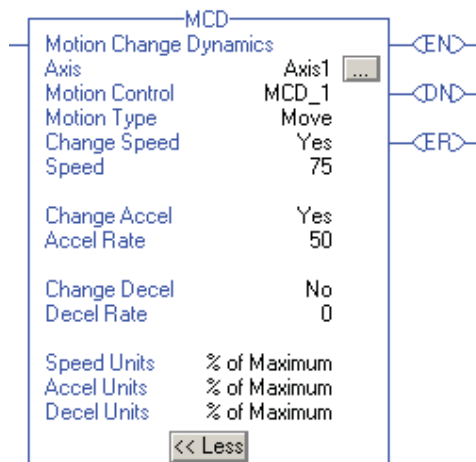 MCD
Motion Change Dynamics EN
Axis Axis1 ...
Motion Control MCD_1 DN
Motion Type Move
Change Speed Yes ER
Speed 75
Change Accel Yes
Accel Rate 50
Change Decel No
Decel Rate 0
Speed Units % of Maximum
Accel Units % of Maximum
Decel Units % of Maximum
<< Less